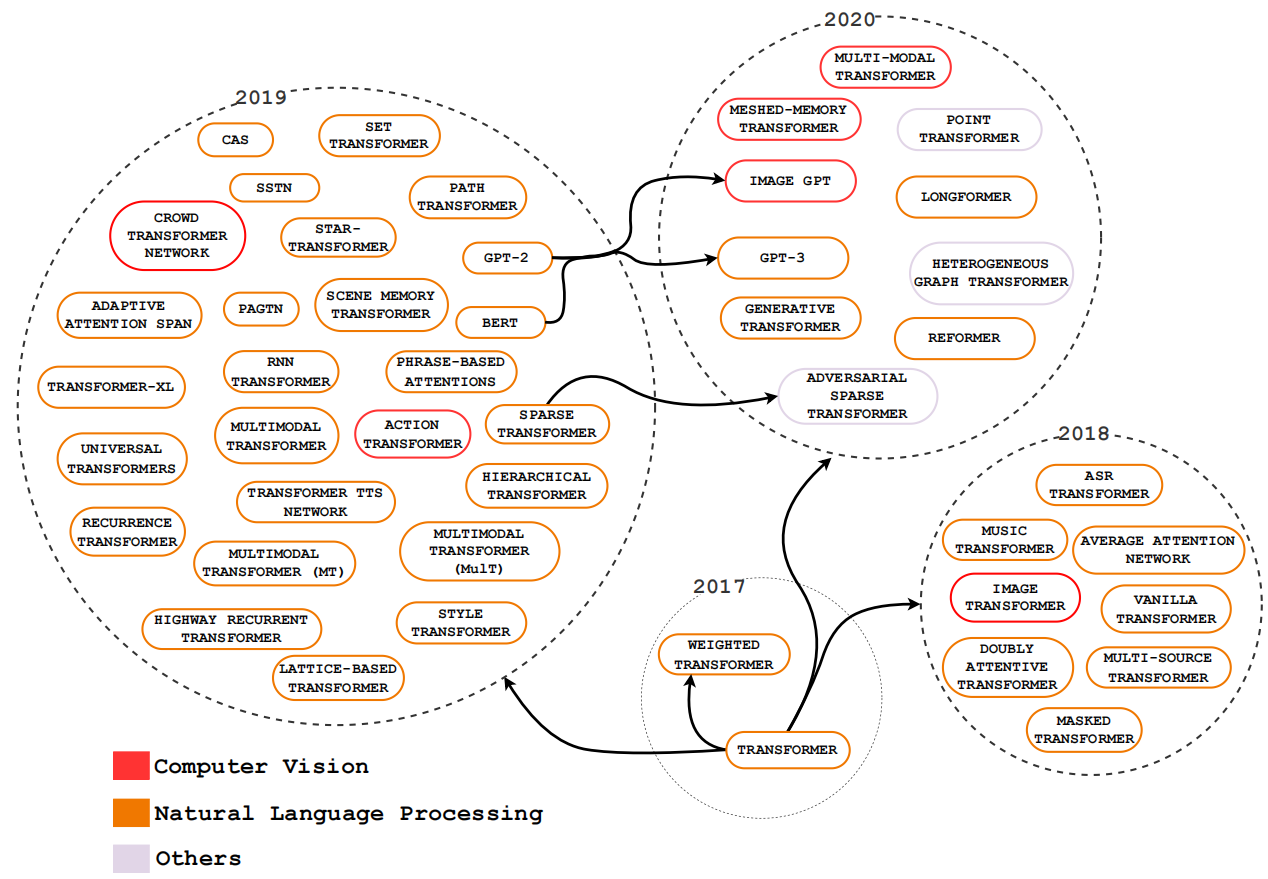 2019
CAS
SET
TRANSFORMER
SSTN
PATH
TRANSFORMER
CROWD
TRANSFORMER
NETWORK
STAR-
TRANSFORMER
GPT-2
ADAPTIVE
ATTENTION SPAN
PAGTN
SCENE MEMORY
TRANSFORMER
BERT
TRANSFORMER-XL
RNN
TRANSFORMER
PHRASE-BASED
ATTENTIONS
MULTIMODAL
TRANSFORMER
ACTION
TRANSFORMER
SPARSE
TRANSFORMER
UNIVERSAL
TRANSFORMERS
TRANSFORMER TTS
NETWORK
HIERARCHICAL
TRANSFORMER
RECURRENCE
TRANSFORMER
MULTIMODAL
TRANSFORMER (MT)
MULTIMODAL
TRANSFORMER
(MulT)
HIGHWAY RECURRENT
TRANSFORMER
STYLE
TRANSFORMER
LATTICE-BASED
TRANSFORMER
2020
MULTI-MODAL
TRANSFORMER
MESHED-MEMORY
TRANSFORMER
POINT
TRANSFORMER
IMAGE GPT
LONGFORMER
GPT-3
HETEROGENEOUS
GRAPH TRANSFORMER
GENERATIVE
TRANSFORMER
REFORMER
ADVERSARIAL
SPARSE
TRANSFORMER
2018
ASR
TRANSFORMER
MUSIC
TRANSFORMER
AVERAGE ATTENTION
NETWORK
IMAGE
TRANSFORMER
VANILLA
TRANSFORMER
DOUBLY
ATTENTIVE
TRANSFORMER
MULTI-SOURCE
TRANSFORMER
MASKED
TRANSFORMER
2017
WEIGHTED
TRANSFORMER
TRANSFORMER
Computer Vision
Natural Language Processing
Others